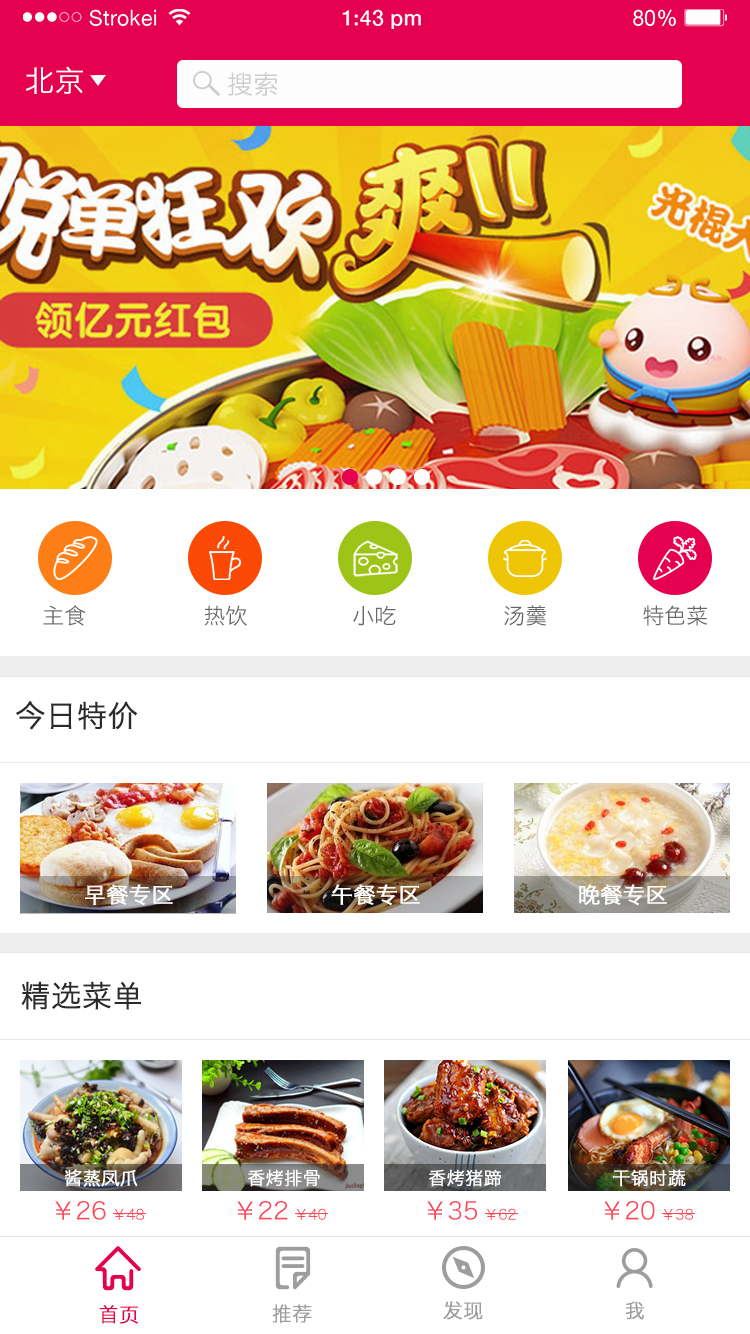 Strokei 1:43 pm 80%
北京 搜索
脱单狂欢 爽!!
光棍
领亿元红包
主食 热饮 小吃 汤羹 特色菜
今日特价
早餐专区 午餐专区 晚餐专区
精选菜单
酱蒸凤爪 香烤排骨 香烤猪蹄 干锅时蔬
￥26 ￥48 ￥22 ￥40 ￥35 ￥62 ￥20 ￥38
首页 推荐 发现 我